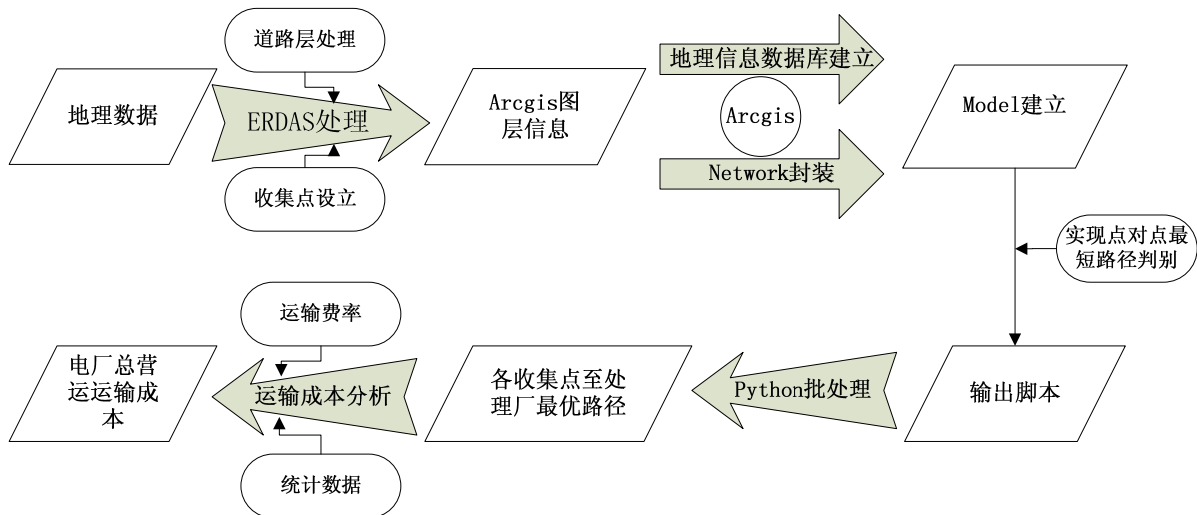 道路层处理
地理数据
ERDAS处理
收集点设立
Arcgis图
层信息
地理信息数据库建立
Arcgis
Network封装
Model建立
实现点对点最
短路径判别
输出脚本
Python批处理
各收集点至处
理厂最优路径
运输费率
运输成本分析
统计数据
电厂总营
运运输成
本